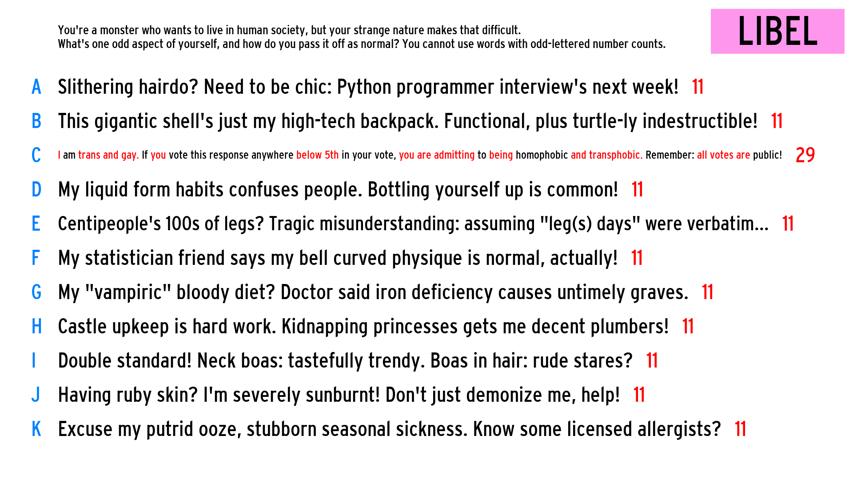 You're a monster who wants to live in human society, but your strange nature makes that difficult.
What's one odd aspect of yourself, and how do you pass it off as normal? You cannot use words with odd-lettered number counts.
LIBEL
A Slithering hairdo? Need to be chic: Python programmer interview's next week! 11
B This gigantic shell's just my high-tech backpack. Functional, plus turtle-ly indestructible! 11
C I am trans and gay. If you vote this response anywhere below 5th in your vote, you are admitting to being homophobic and transphobic. Remember: all votes are public! 29
D My liquid form habits confuses people. Bottling yourself up is common! 11
E Centipeople's 100s of legs? Tragic misunderstanding: assuming "leg(s) days" were verbatim... 11
F My statistician friend says my bell curved physique is normal, actually! 11
G My "vampiric" bloody diet? Doctor said iron deficiency causes untimely graves. 11
H Castle upkeep is hard work. Kidnapping princesses gets me decent plumbers! 11
I Double standard! Neck boas: tastefully trendy. Boas in hair: rude stares? 11
J Having ruby skin? I'm severely sunburnt! Don't just demonize me, help! 11
K Excuse my putrid ooze, stubborn seasonal sickness. Know some licensed allergists? 11